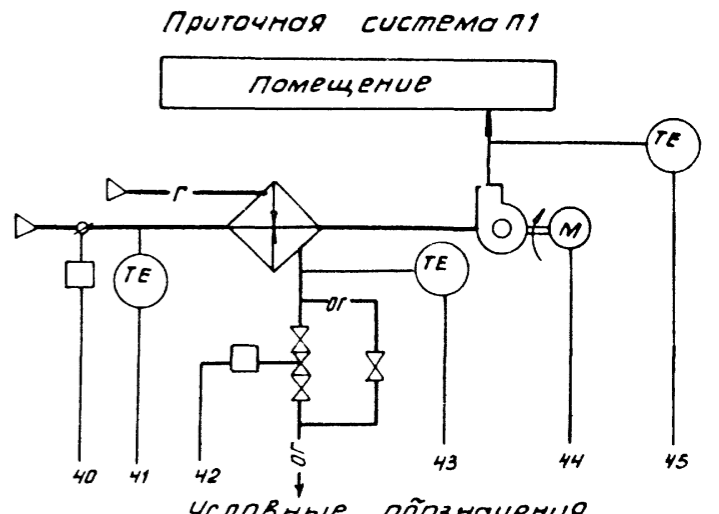 Приточная система П1
Помещение
ТЕ
Г
М
ТЕ
ТЕ
ОГ
ОГ
40 41 42 43 44 45
Условные обозначения